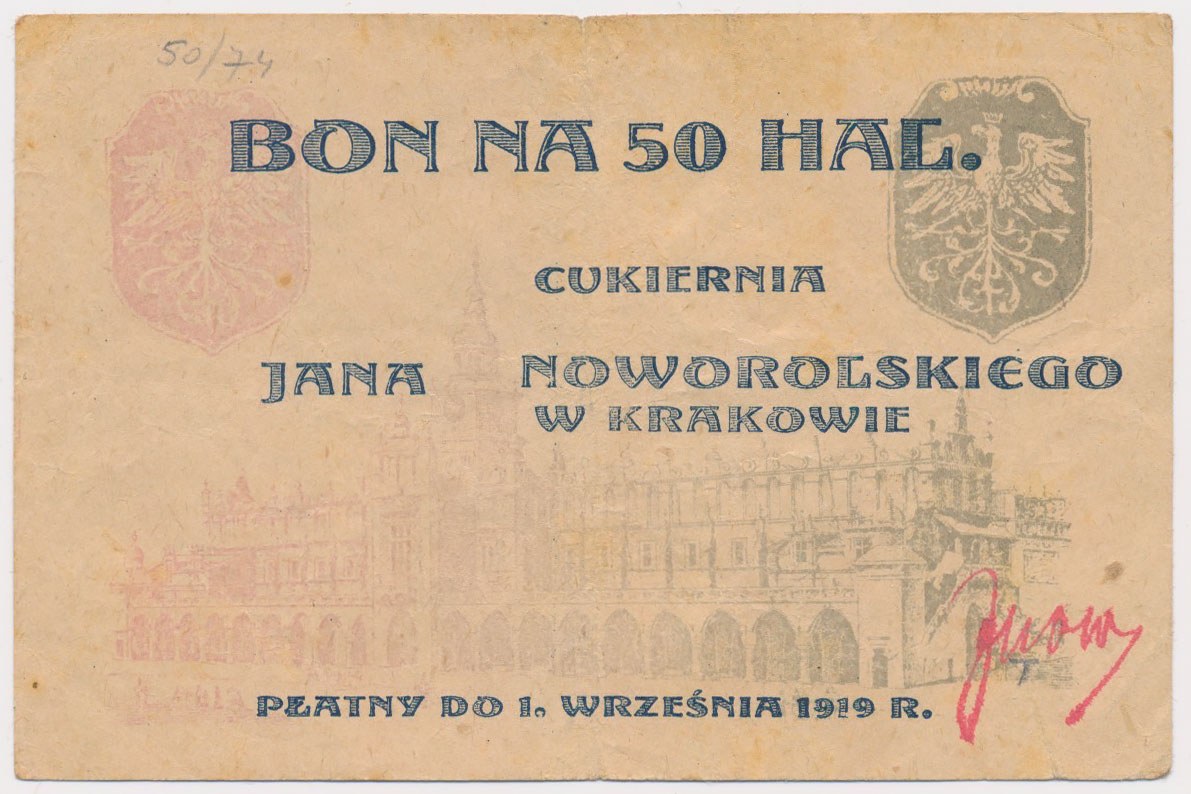 50/74
BON NA 50 HAL.
CUKIERNIA
JANA NOWOROLSKIEGO
W KRAKOWIE
PŁATNY DO 1. WRZEŚNIA 1919 R.